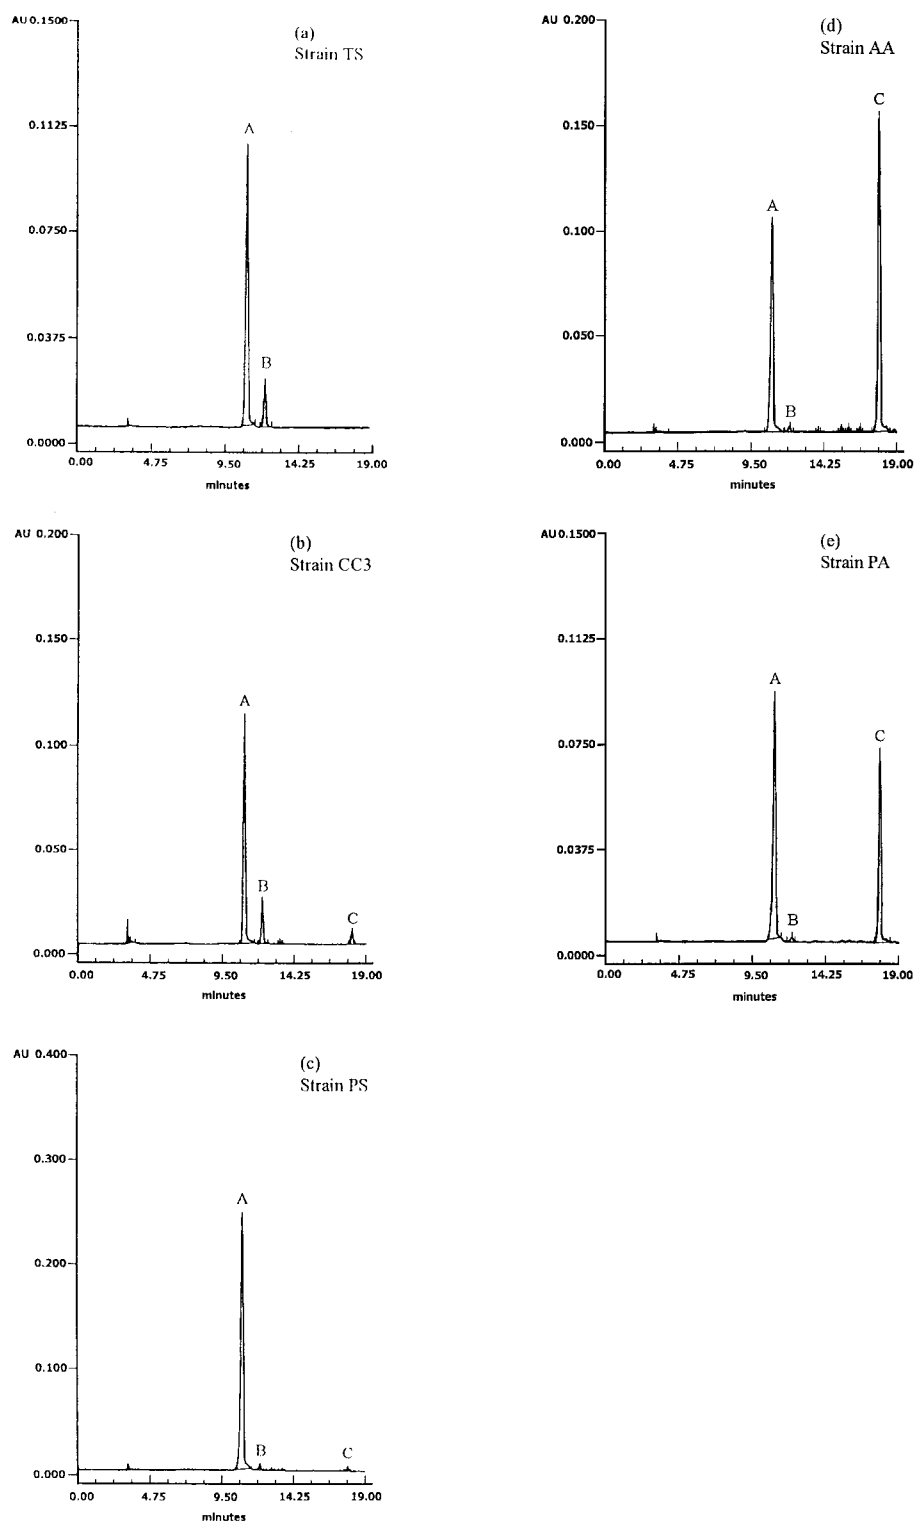 AU 0.1500
(a)
Strain TS
0.1125
A
0.0750
0.0375
B
0.0000
0.00 4.75 9.50 14.25 19.00
minutes
AU 0.200
(d)
Strain AA
C
0.150
A
0.100
0.050
B
0.000
0.00 4.75 9.50 14.25 19.00
minutes
AU 0.200
(b)
Strain CC3
0.150
A
0.100
0.050
B
C
0.000
0.00 4.75 9.50 14.25 19.00
minutes
AU 0.1500
(e)
Strain PA
0.1125
A
C
0.0750
0.0375
B
0.0000
0.00 4.75 9.50 14.25 19.00
minutes
AU 0.400
(c)
Strain PS
0.300
A
0.200
0.100
B
C
0.000
0.00 4.75 9.50 14.25 19.00
minutes